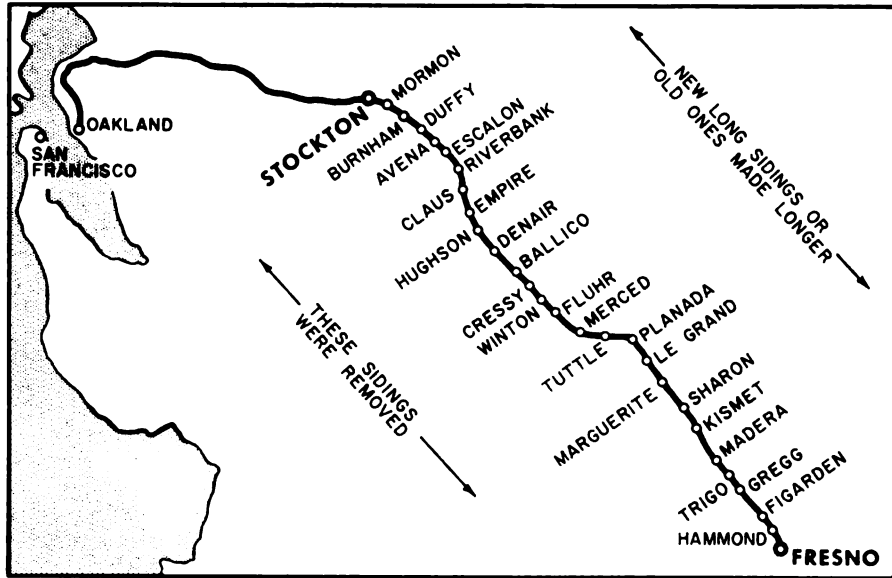 OAKLAND
SAN
FRANCISCO
STOCKTON
MORMON
BURNHAM
DUFFY
AVENA
ESCALON
RIVERBANK
CLAUS
EMPIRE
HUGHSON
DENAIR
BALLICO
CRESSY
WINTON
FLUHR
MERCED
TUTTLE
PLANADA
LE GRAND
MARGUERITE
SHARON
KISMET
MADERA
TRIGO
GREGG
FIGARDEN
HAMMOND
FRESNO
NEW LONG SIDINGS OR
OLD ONES MADE LONGER
THESE SIDINGS
WERE REMOVED